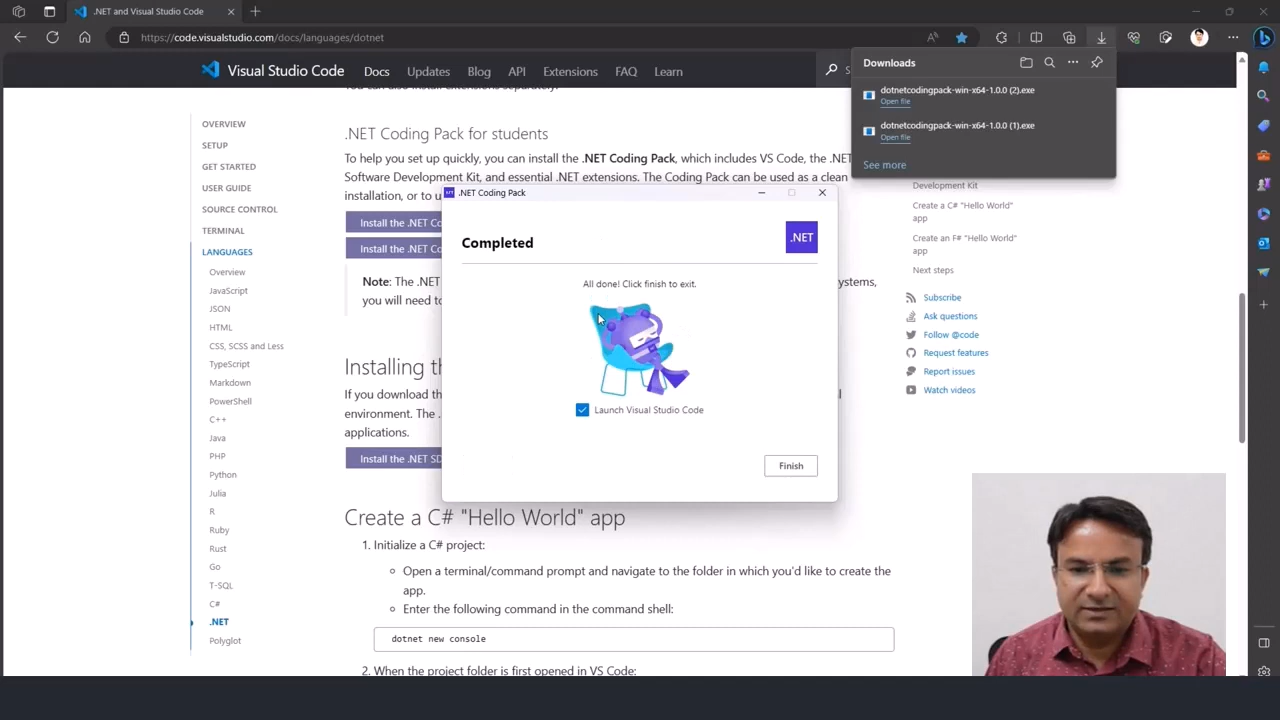 .NET and Visual Studio Code
https://code.visualstudio.com/docs/languages/dotnet
Visual Studio Code
Docs
Updates
Blog
API
Extensions
FAQ
Learn
S
Downloads
dotnetcodingpack-win-x64-1.0.0 (2).exe
Open file
dotnetcodingpack-win-x64-1.0.0 (1).exe
Open file
See more
OVERVIEW
SETUP
GET STARTED
USER GUIDE
SOURCE CONTROL
TERMINAL
LANGUAGES
Overview
JavaScript
JSON
HTML
CSS, SCSS and Less
TypeScript
Markdown
PowerShell
C++
Java
PHP
Python
Julia
R
Ruby
Rust
Go
T-SQL
C#
.NET
Polyglot
You can also install Extensions separately.
.NET Coding Pack for students
To help you set up quickly, you can install the .NET Coding Pack, which includes VS Code, the .NET
Software Development Kit, and essential .NET extensions. The Coding Pack can be used as a clean
installation, or to u
Install the .NET Co
Install the .NET Co
Note: The .NET
ystems,
you will need to
Installing th
If you download th
al
environment. The .
applications.
Install the .NET SD
.NET Coding Pack
Completed
.NET
All done! Click finish to exit.
Launch Visual Studio Code
Finish
Create a C# "Hello World" app
1. Initialize a C# project:
Open a terminal/command prompt and navigate to the folder in which you'd like to create the
app.
Enter the following command in the command shell:
dotnet new console
2. When the project folder is first opened in VS Code:
Development Kit
Create a C# "Hello World"
app
Create an F# "Hello World"
app
Next steps
Subscribe
Ask questions
Follow @code
Request features
Report issues
Watch videos